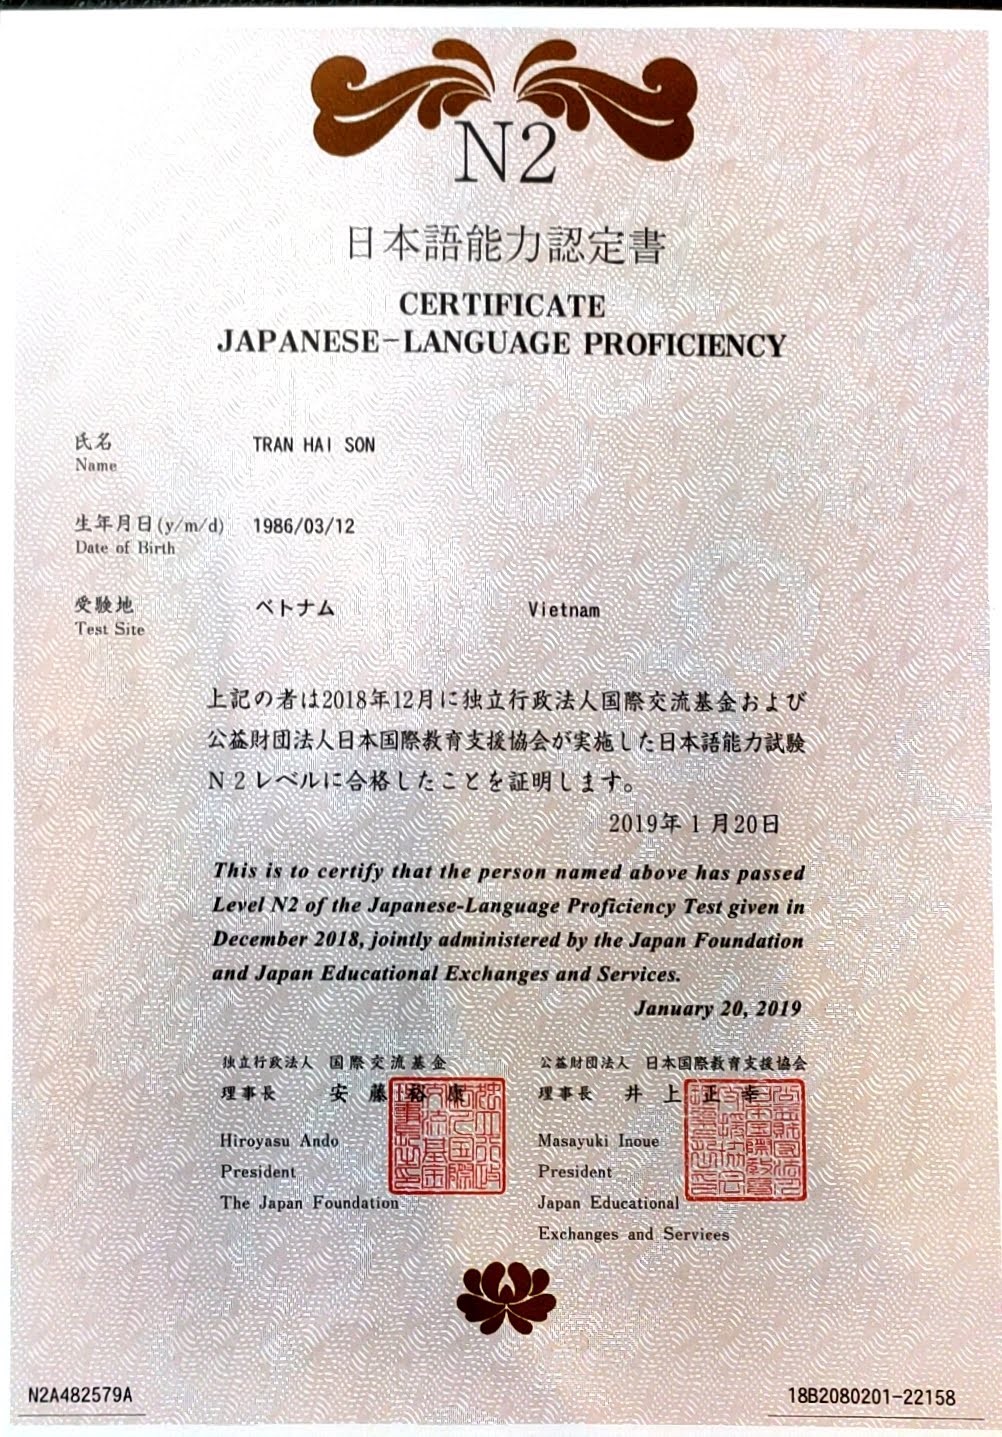 N2
日本語能力認定書
CERTIFICATE
JAPANESE-LANGUAGE PROFICIENCY
氏名 TRAN HAI SON
Name
生年月日(y/m/d) 1986/03/12
Date of Birth
受験地 ベトナム Vietnam
Test Site
上記の者は2018年12月に独立行政法人国際交流基金および
公益財団法人日本国際教育支援協会が実施した日本語能力試験
N2レベルに合格したことを証明します。
2019年1月20日
This is to certify that the person named above has passed
Level N2 of the Japanese-Language Proficiency Test given in
December 2018, jointly administered by the Japan Foundation
and Japan Educational Exchanges and Services.
January 20, 2019
独立行政法人 国際交流基金
理事長 安藤裕康
Hiroyasu Ando
President
The Japan Foundation
公益財団法人 日本国際教育支援協会
理事長 井上正幸
Masayuki Inoue
President
Japan Educational
Exchanges and Services
N2A482579A
18B2080201-22158